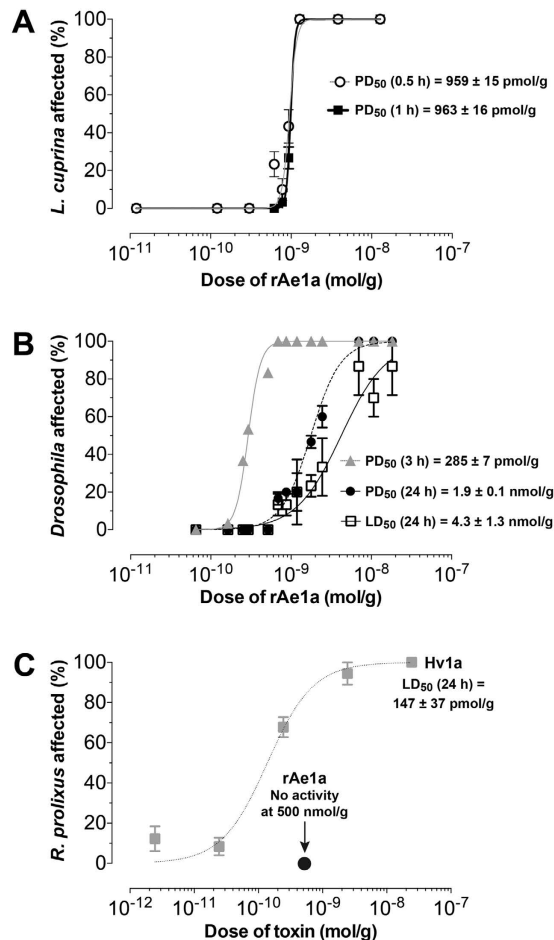 A
L. cuprina affected (%)
100
80
60
40
20
0
PD50 (0.5 h) = 959 ± 15 pmol/g
PD50 (1 h) = 963 ± 16 pmol/g
10-11
10-10
10-9
10-8
10-7
Dose of rAe1a (mol/g)
B
Drosophila affected (%)
100
80
60
40
20
0
PD50 (3 h) = 285 ± 7 pmol/g
PD50 (24 h) = 1.9 ± 0.1 nmol/g
LD50 (24 h) = 4.3 ± 1.3 nmol/g
10-11
10-10
10-9
10-8
10-7
Dose of rAe1a (mol/g)
C
R. prolixus affected (%)
100
80
60
40
20
0
Hv1a
LD50 (24 h) =
147 ± 37 pmol/g
rAe1a
No activity
at 500 nmol/g
10-12
10-11
10-10
10-9
10-8
10-7
Dose of toxin (mol/g)